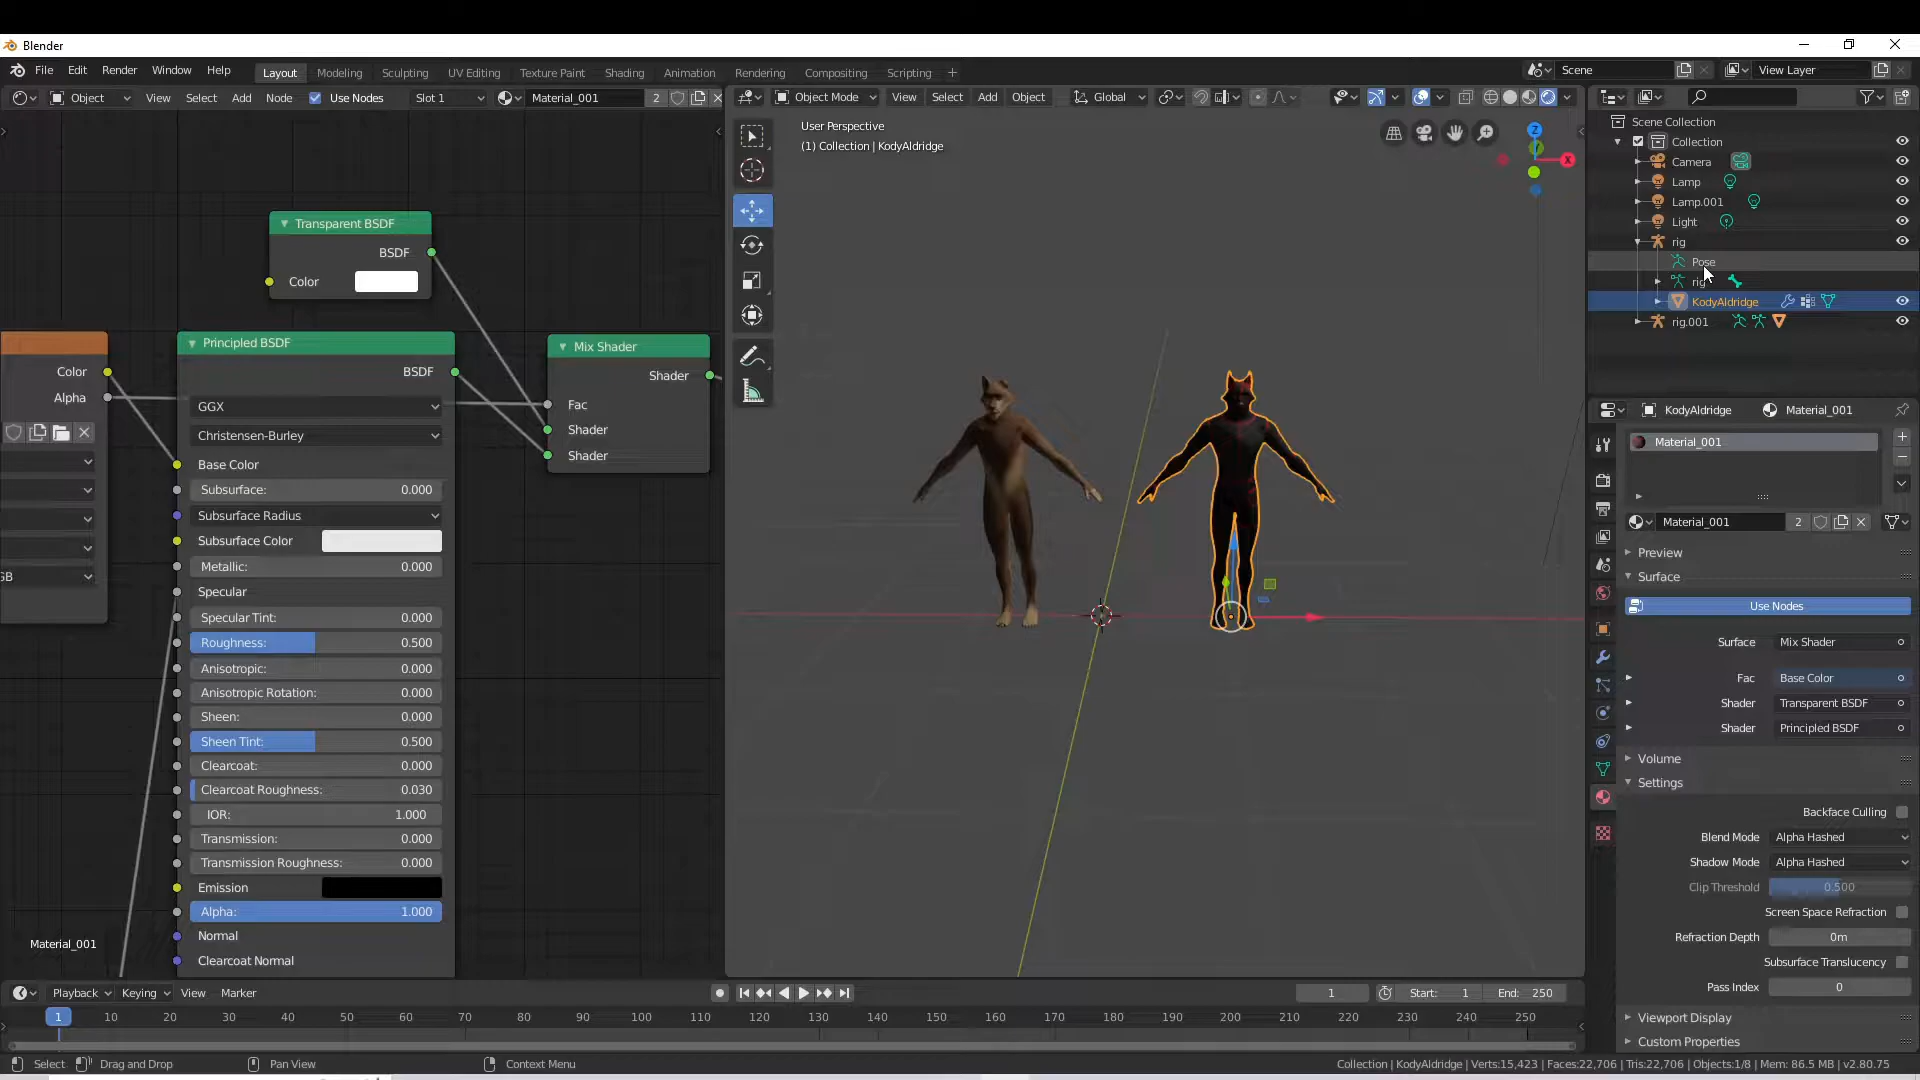 Blender
File Edit Render Window Help Layout Modeling Sculpting UV Editing Texture Paint Shading Animation Rendering Compositing Scripting Scene View Layer
Object View Select Add Node Use Nodes Slot 1 Material_001 2
Object Mode View Select Add Object Global
User Perspective
(1) Collection | KodyAldridge
Z
X
Scene Collection
Collection
Camera
Lamp
Lamp.001
Light
rig
Pose
rig
KodyAldridge
rig.001
Transparent BSDF
BSDF
Color
Color
Alpha
GB
Principled BSDF
BSDF
GGX
Christensen-Burley
Base Color
Subsurface: 0.000
Subsurface Radius
Subsurface Color
Metallic: 0.000
Specular
Specular Tint: 0.000
Roughness: 0.500
Anisotropic: 0.000
Anisotropic Rotation: 0.000
Sheen: 0.000
Sheen Tint: 0.500
Clearcoat: 0.000
Clearcoat Roughness: 0.030
IOR: 1.000
Transmission: 0.000
Transmission Roughness: 0.000
Emission
Alpha: 1.000
Normal
Clearcoat Normal
Mix Shader
Shader
Fac
Shader
Shader
Material_001
KodyAldridge Material_001
Material_001
Material_001 2
Preview
Surface
Use Nodes
Surface Mix Shader
Fac Base Color
Shader Transparent BSDF
Shader Principled BSDF
Volume
Settings
Backface Culling
Blend Mode Alpha Hashed
Shadow Mode Alpha Hashed
Clip Threshold 0.500
Screen Space Refraction
Refraction Depth 0m
Subsurface Translucency
Pass Index 0
Viewport Display
Custom Properties
Playback Keying View Marker 1 Start: 1 End: 250
1 10 20 30 40 50 60 70 80 90 100 110 120 130 140 150 160 170 180 190 200 210 220 230 240 250
Select Drag and Drop Pan View Context Menu Collection | KodyAldridge | Verts:15,423 | Faces:22,706 | Tris:22,706 | Objects:1/8 | Mem: 86.5 MB | v2.80.75